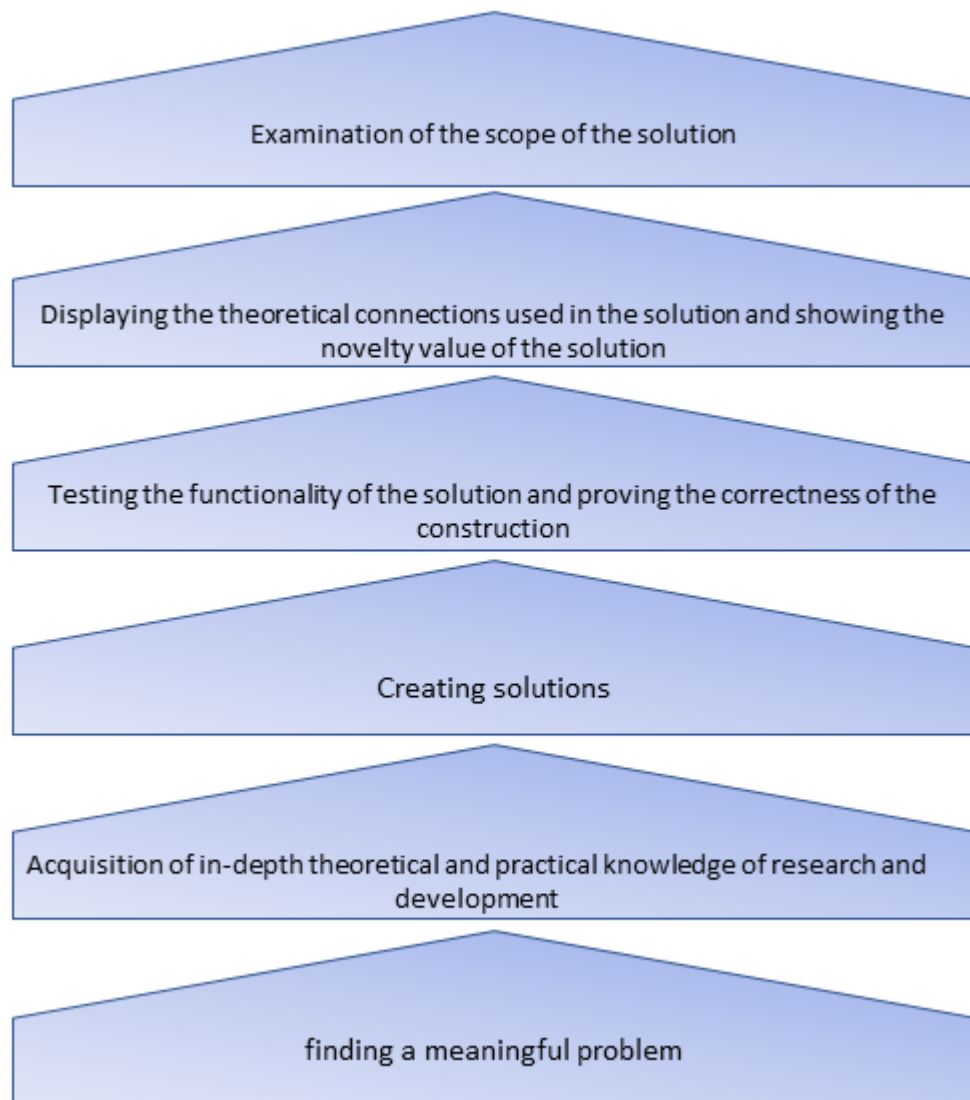 Examination of the scope of the solution
Displaying the theoretical connections used in the solution and showing the
novelty value of the solution
Testing the functionality of the solution and proving the correctness of the
construction
Creating solutions
Acquisition of in-depth theoretical and practical knowledge of research and
development
finding a meaningful problem